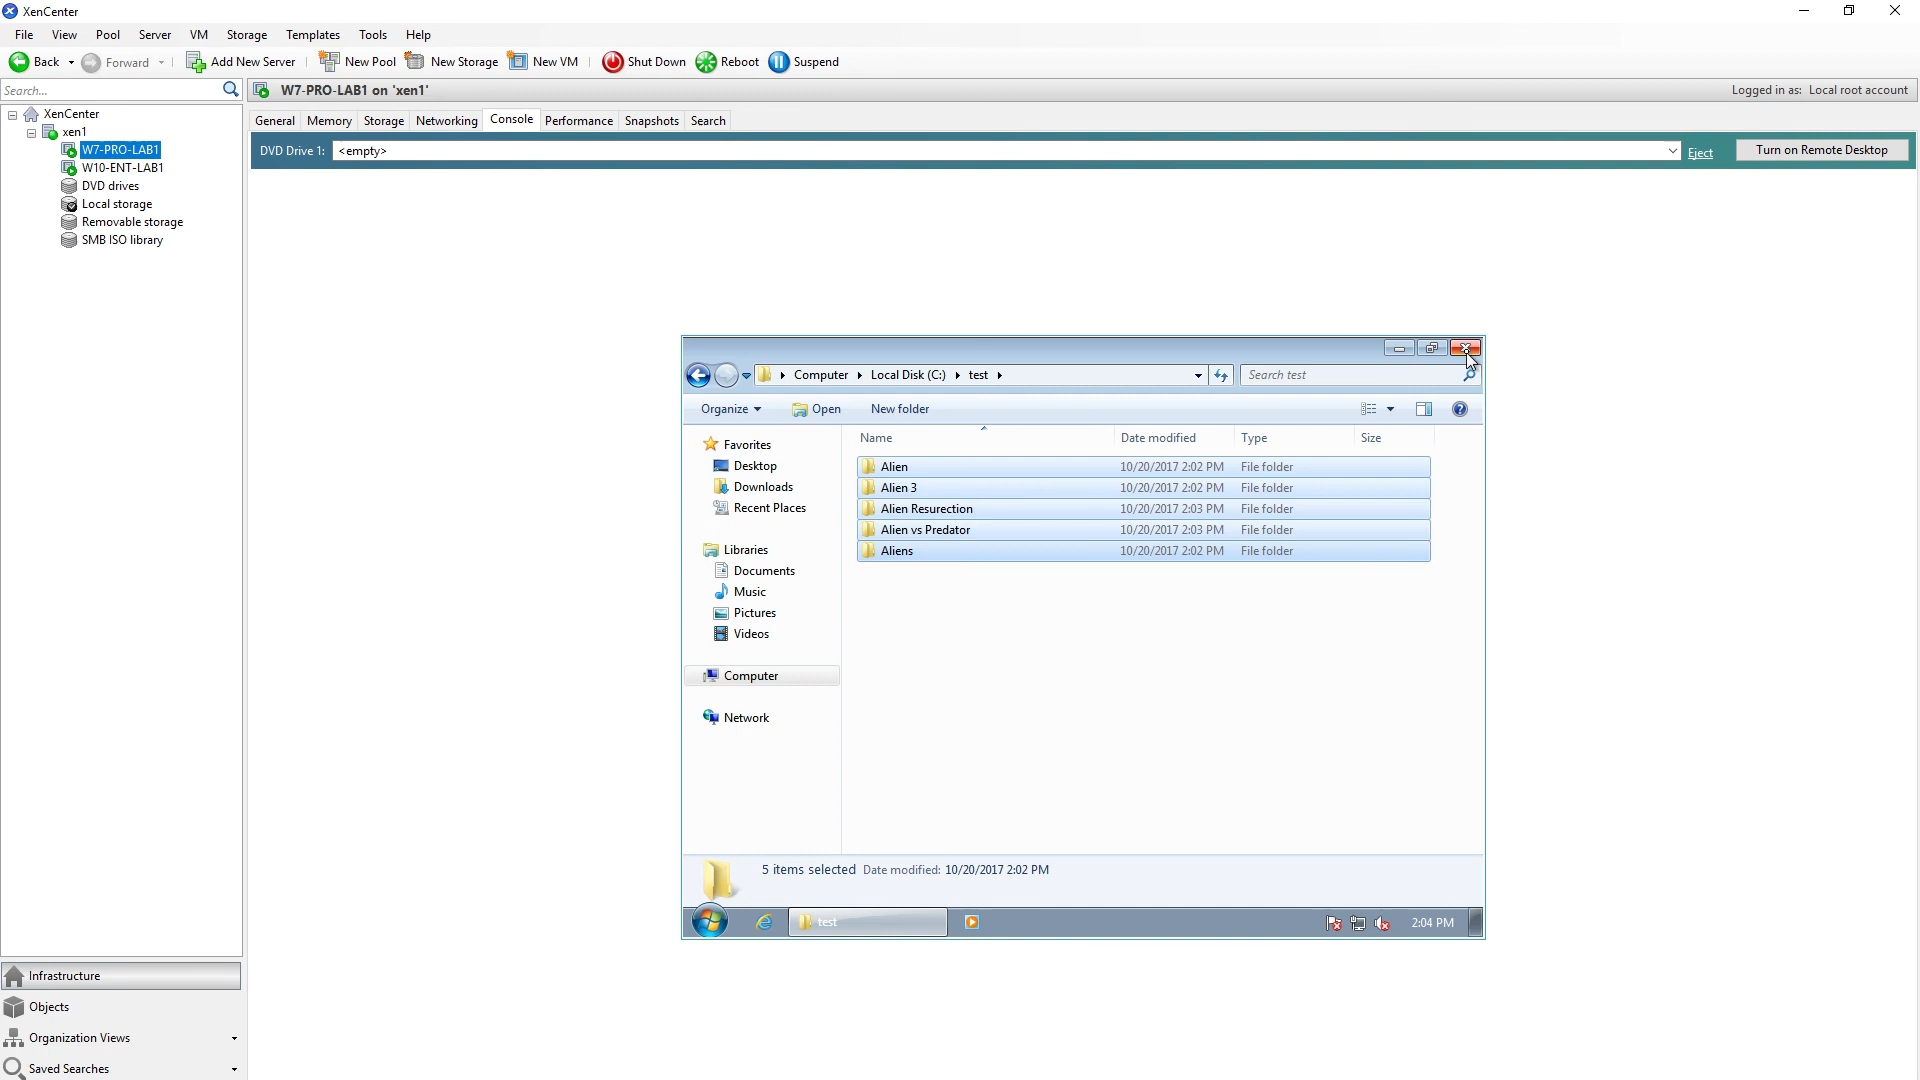 XenCenter
File View Pool Server VM Storage Templates Tools Help
Back Forward Add New Server New Pool New Storage New VM Shut Down Reboot Suspend
Search...
W7-PRO-LAB1 on 'xen1'
Logged in as: Local root account
XenCenter
xen1
W7-PRO-LAB1
W10-ENT-LAB1
DVD drives
Local storage
Removable storage
SMB ISO library
General Memory Storage Networking Console Performance Snapshots Search
DVD Drive 1: <empty> Eject Turn on Remote Desktop
Computer Local Disk (C:) test Search test
Organize Open New folder
Favorites
Desktop
Downloads
Recent Places
Libraries
Documents
Music
Pictures
Videos
Computer
Network
Name Date modified Type Size
Alien 10/20/2017 2:02 PM File folder
Alien 3 10/20/2017 2:02 PM File folder
Alien Resurection 10/20/2017 2:03 PM File folder
Alien vs Predator 10/20/2017 2:03 PM File folder
Aliens 10/20/2017 2:02 PM File folder
5 items selected Date modified: 10/20/2017 2:02 PM
test
2:04 PM
Infrastructure
Objects
Organization Views
Saved Searches